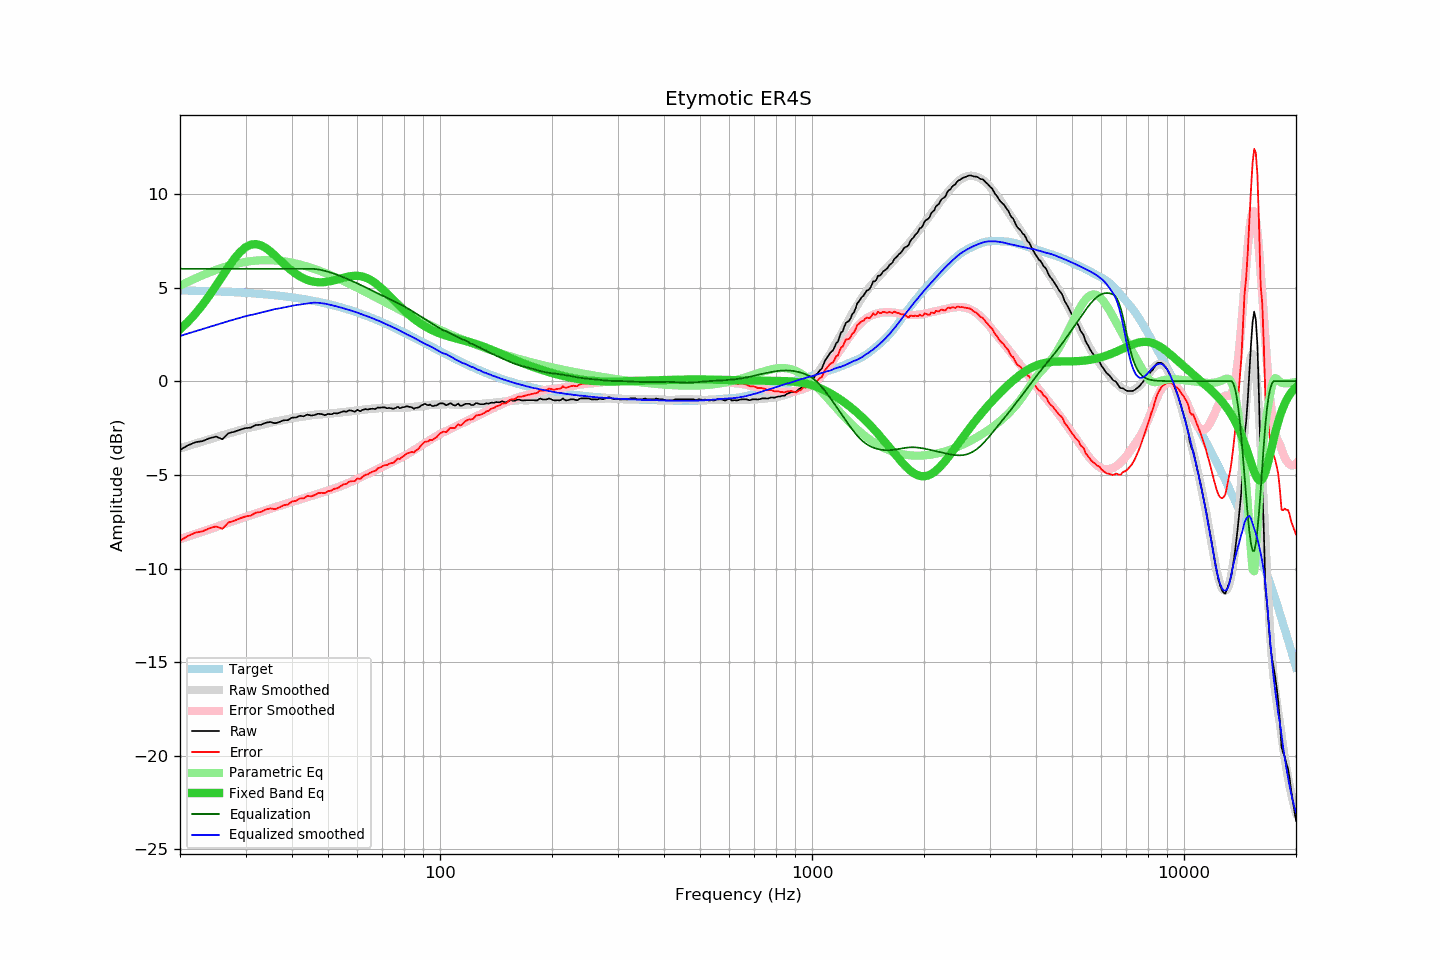 Etymotic ER4S
10
5
0
−5
−10
−15
−20
−25
Amplitude (dBr)
Target
Raw Smoothed
Error Smoothed
Raw
Error
Parametric Eq
Fixed Band Eq
Equalization
Equalized smoothed
100 1000 10000
Frequency (Hz)